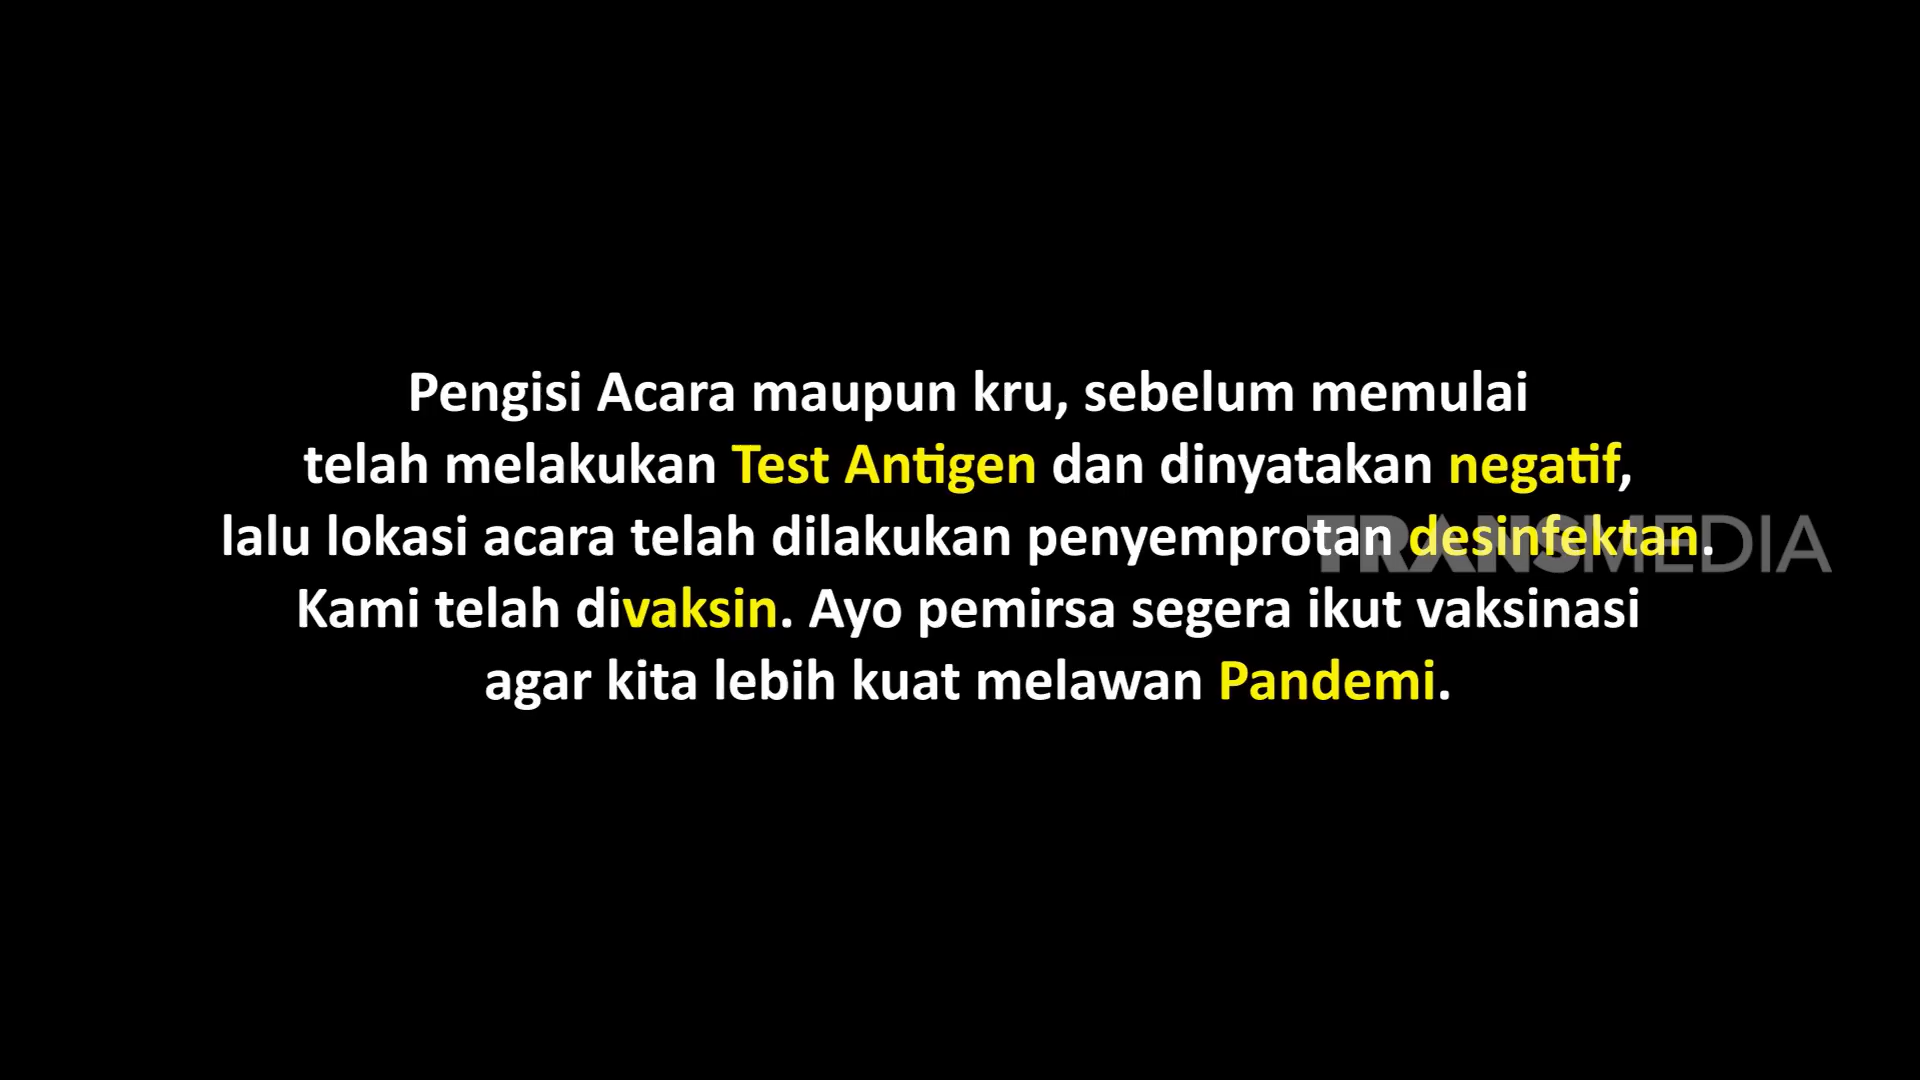 Pengisi Acara maupun kru, sebelum memulai
telah melakukan Test Antigen dan dinyatakan negatif,
lalu lokasi acara telah dilakukan penyemprotan desinfektan.
TRANSMEDIA
Kami telah divaksin. Ayo pemirsa segera ikut vaksinasi
agar kita lebih kuat melawan Pandemi.